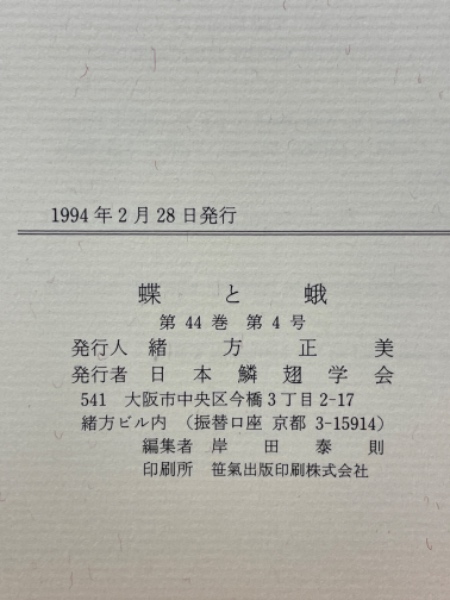 1994年2月28日発行
蝶と蛾
第 44 巻 第 4 号
発行人 緒方正美
発行者 日本鱗翅学会
541 大阪市中央区今橋3丁目2-17
緒方ビル内 (振替口座 京都 3-15914)
編集者 岸田泰則
印刷所 笹氣出版印刷株式会社